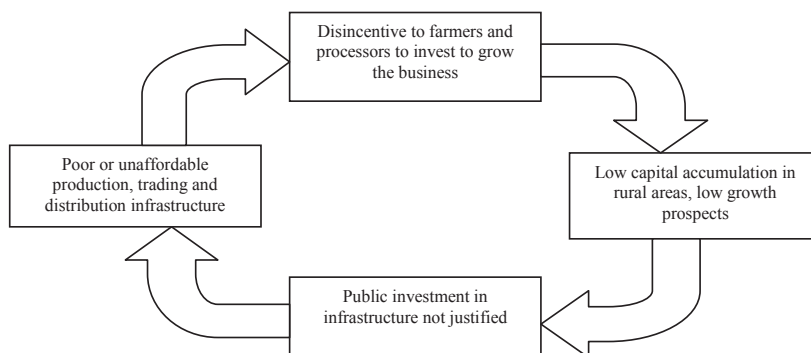 Disincentive to farmers and
processors to invest to grow
the business
Poor or unaffordable
production, trading and
distribution infrastructure
Low capital accumulation in
rural areas, low growth
prospects
Public investment in
infrastructure not justified